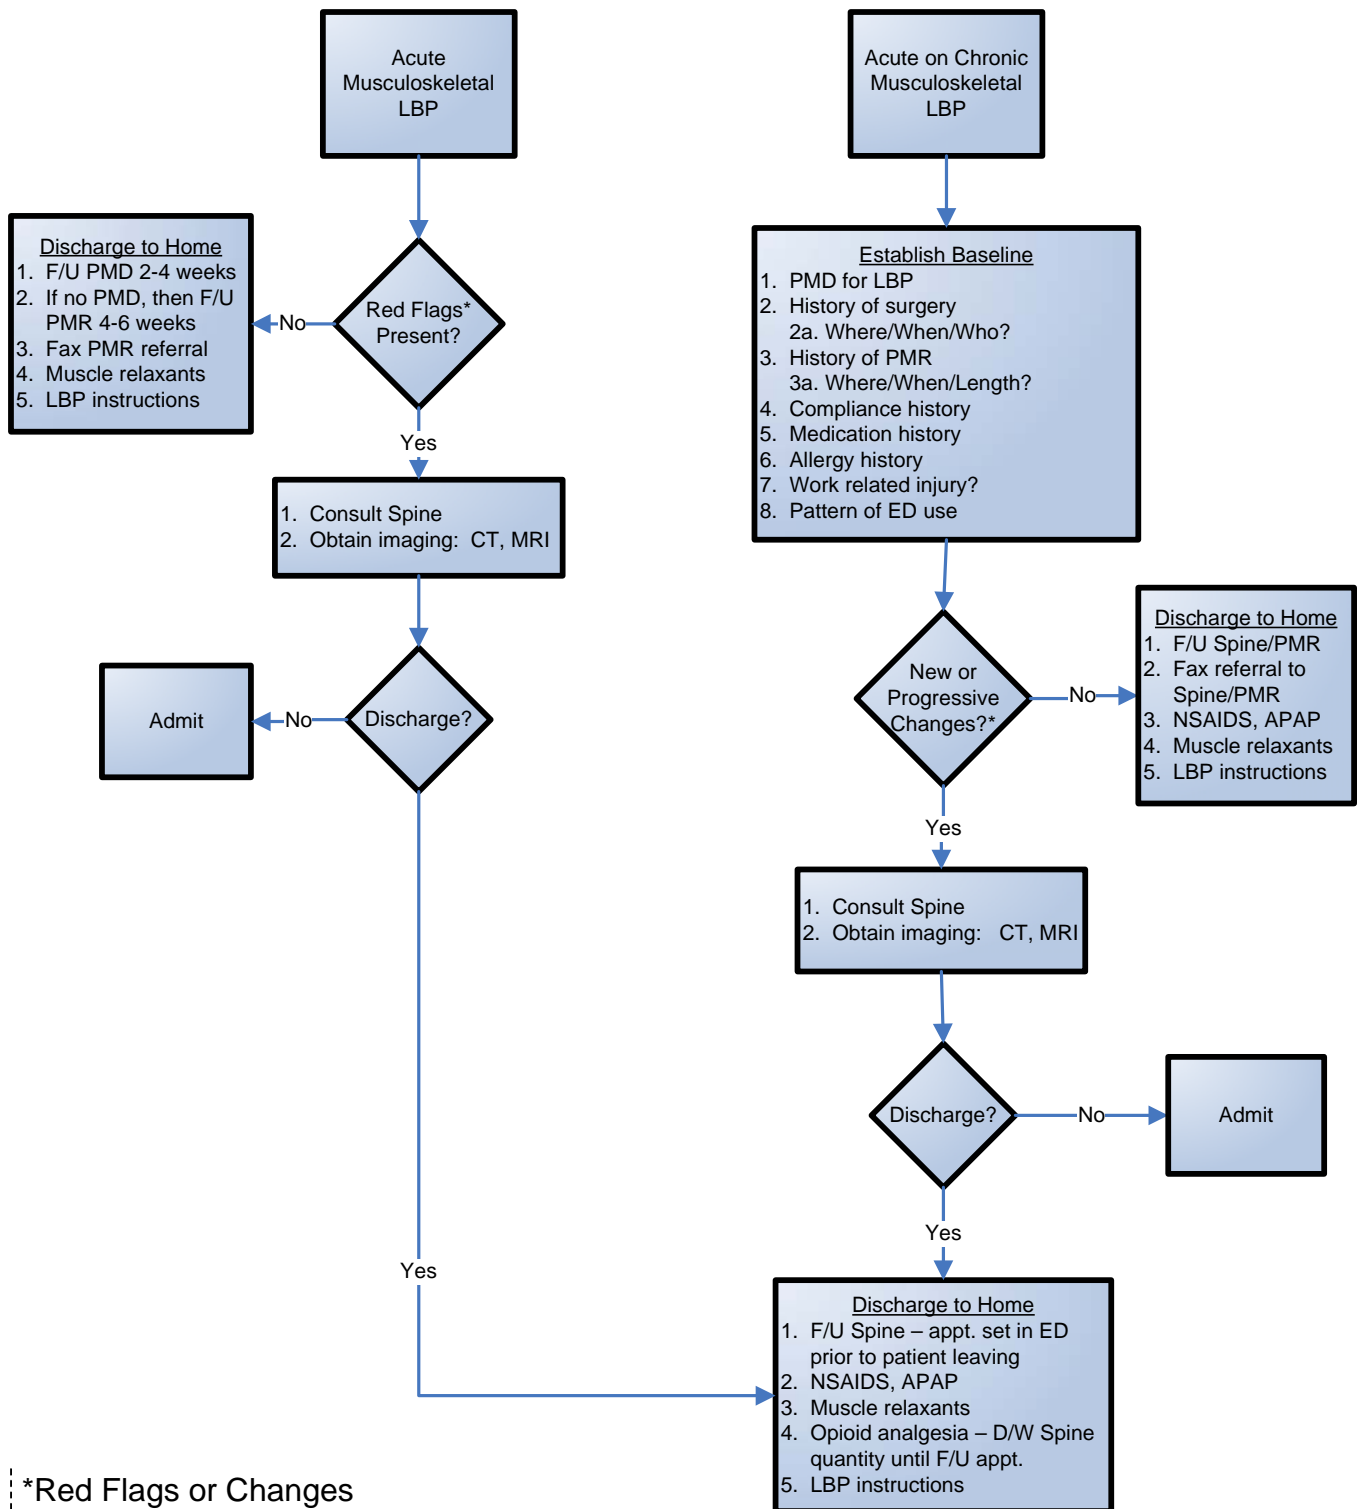 Acute
Musculoskeletal
LBP
Acute on Chronic
Musculoskeletal
LBP
Discharge to Home
1. F/U PMD 2-4 weeks
2. If no PMD, then F/U
PMR 4-6 weeks
3. Fax PMR referral
4. Muscle relaxants
5. LBP instructions
No
Red Flags*
Present?
Yes
Establish Baseline
1. PMD for LBP
2. History of surgery
2a. Where/When/Who?
3. History of PMR
3a. Where/When/Length?
4. Compliance history
5. Medication history
6. Allergy history
7. Work related injury?
8. Pattern of ED use
1. Consult Spine
2. Obtain imaging: CT, MRI
Admit
No
Discharge?
New or
Progressive
Changes?*
No
Discharge to Home
1. F/U Spine/PMR
2. Fax referral to
Spine/PMR
3. NSAIDS, APAP
4. Muscle relaxants
5. LBP instructions
Yes
1. Consult Spine
2. Obtain imaging: CT, MRI
Discharge?
No
Admit
Yes
Yes
Discharge to Home
1. F/U Spine – appt. set in ED
prior to patient leaving
2. NSAIDS, APAP
3. Muscle relaxants
4. Opioid analgesia – D/W Spine
quantity until F/U appt.
5. LBP instructions
*Red Flags or Changes